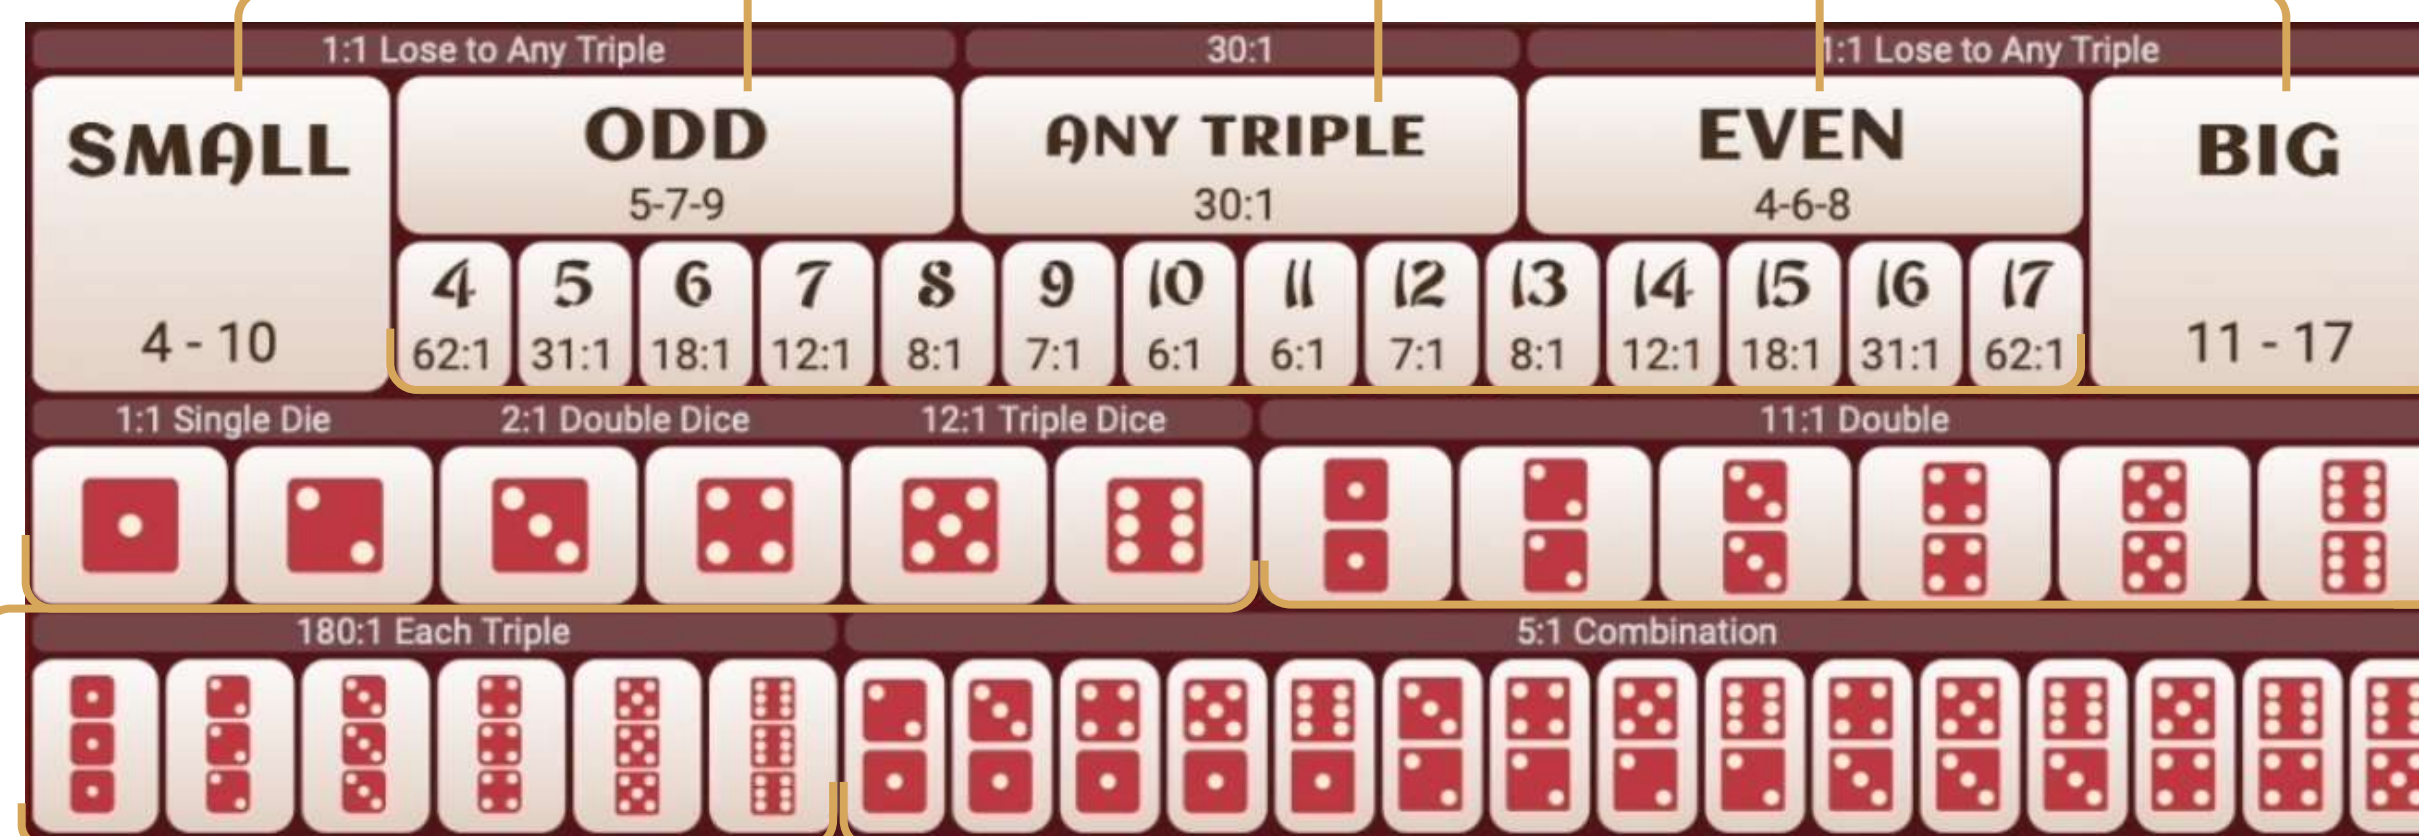 1:1 Lose to Any Triple 30:1 1:1 Lose to Any Triple
SMALL ODD ANY TRIPLE EVEN BIG
5-7-9 30:1 4-6-8
4 5 6 7 8 9 10 11 12 13 14 15 16 17
4 - 10 62:1 31:1 18:1 12:1 8:1 7:1 6:1 6:1 7:1 8:1 12:1 18:1 31:1 62:1 11 - 17
1:1 Single Die 2:1 Double Dice 12:1 Triple Dice 11:1 Double
180:1 Each Triple 5:1 Combination